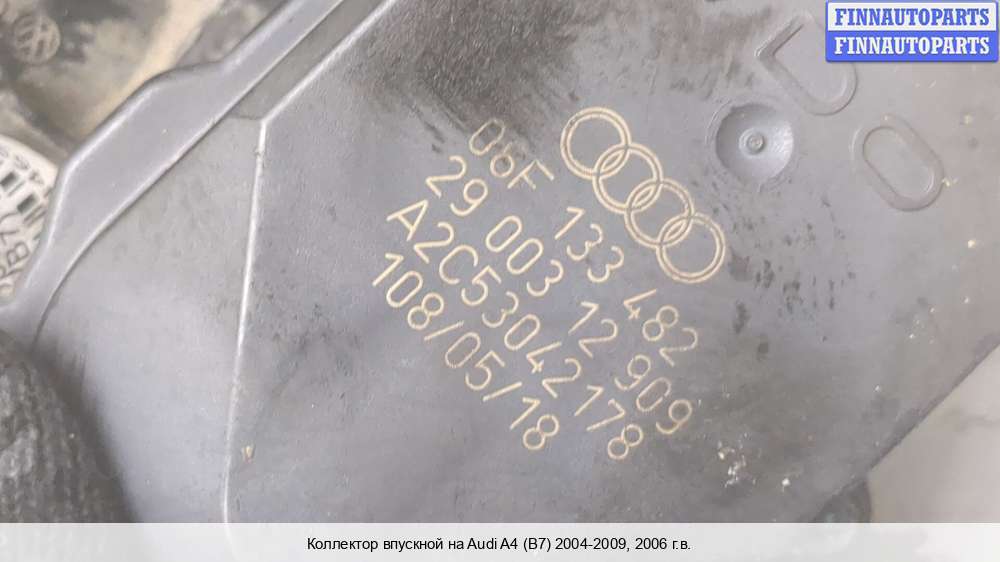 FINNAUTOPARTS
FINNAUTOPARTS
06F 133 482
29 003 12 909
A2C53042178
108/05/18
Коллектор впускной на Audi A4 (B7) 2004-2009, 2006 г.в.